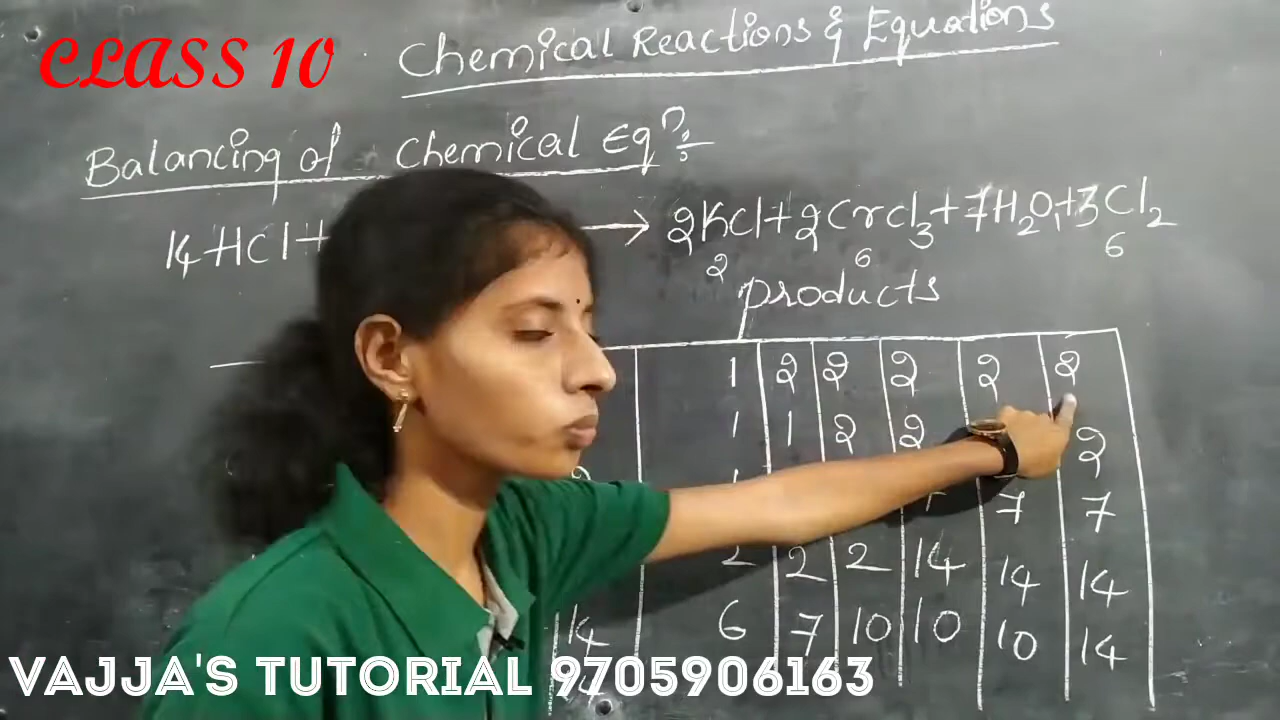 CLASS 10
Chemical Reactions & Equations
Balancing of Chemical Eqn:
14HCl+ → 2KCl+2CrCl3+7H2O+3Cl2
2 6 6
products
1 2 2 2 2 2
1 1 2 2 2
7 7
2 2 2 14 14 14
14 6 7 10 10 10 14
VAJJA'S TUTORIAL 9705906163